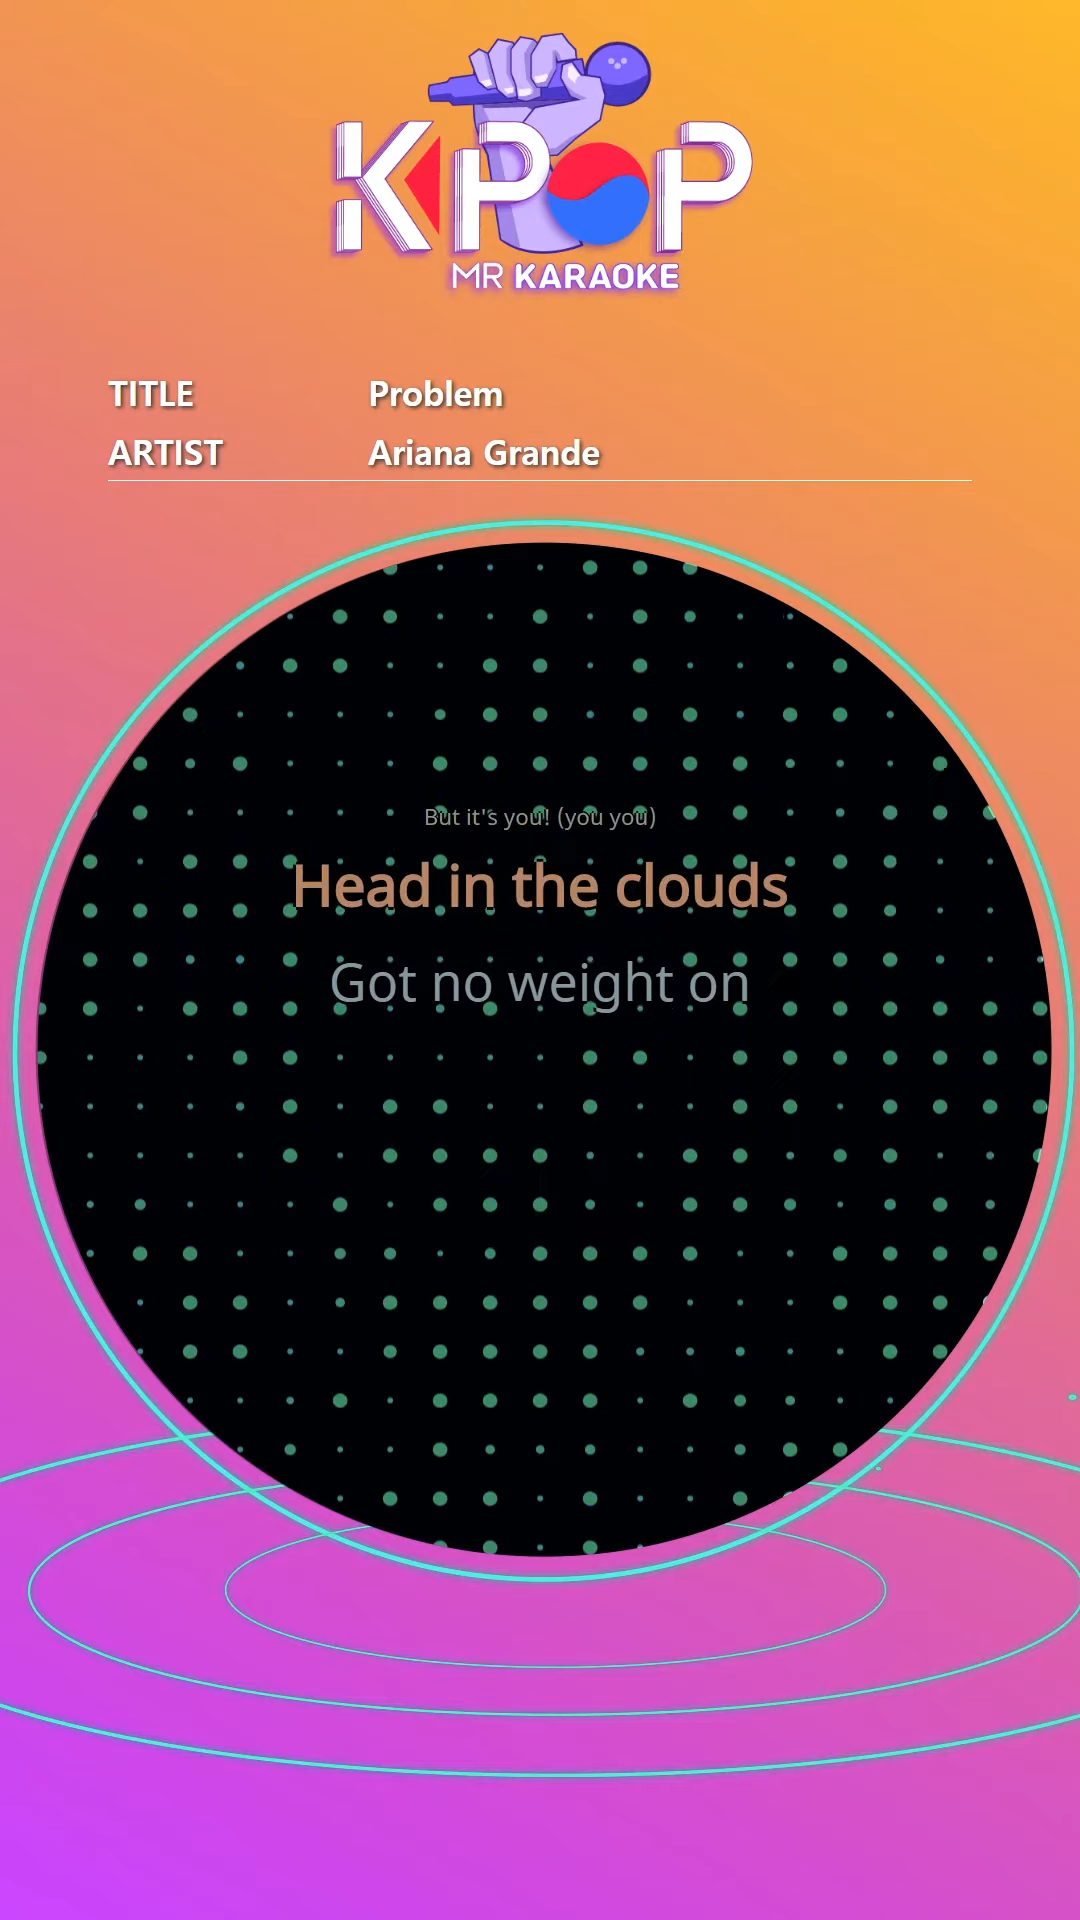 KPOP
MR KARAOKE
TITLE Problem
ARTIST Ariana Grande
But it's you! (you you)
Head in the clouds
Got no weight on